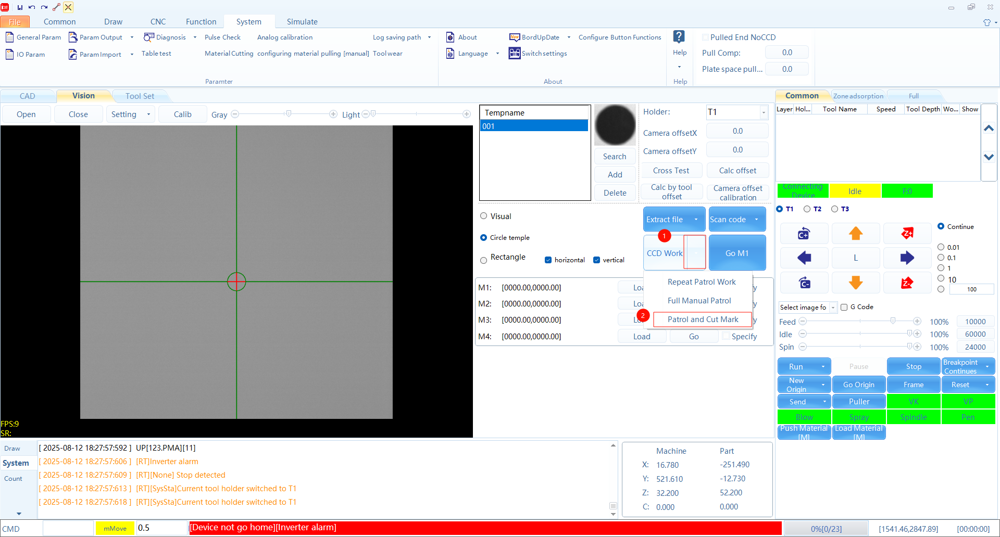 File
Common
Draw
CNC
Function
System
Simulate
General Param
Param Output
Diagnosis
Pulse Check
Analog calibration
Log saving path
About
BordUpDate
Configure Button Functions
Pulled End NoCCD
IO Param
Param Import
Table test
Material Cutting
configuring material pulling [manual]
Tool wear
Language
Switch settings
Help
Pull Comp:
0.0
Plate space pull...
0.0
Paramter
About
Help
CAD
Vision
Tool Set
Common
Zone adsorption
Full
Open
Close
Setting
Calib
Gray
Light
Tempname
001
Search
Add
Delete
Holder:
T1
Camera offsetX
0.0
Camera offsetY
0.0
Cross Test
Calc offset
Calc by tool
offset
Camera offset
calibration
Layer
Hol...
Tool Name
Speed
Tool Depth
Wo...
Show
Connecting
Device
Idle
F:0
T1
T2
T3
Visual
Circle temple
Rectangle
horizontal
vertical
Extract file
Scan code
1
CCD Work
Go M1
Repeat Patrol Work
Full Manual Patrol
2
Patrol and Cut Mark
M1:
[0000.00,0000.00]
Loa
y
M2:
[0000.00,0000.00]
Loa
y
M3:
[0000.00,0000.00]
Lo
y
M4:
[0000.00,0000.00]
Load
Go
Specify
C+
Z+
Continue
0.01
0.1
1
10
100
L
C-
Z-
Select image fo
G Code
Feed
100%
10000
Idle
100%
60000
Spin
100%
24000
Run
Pause
Stop
Breakpoint
Continues
New
Origin
Go Origin
Frame
Reset
Send
Puller
VK
VP
Blow
Spray
Spindle
Pen
Push Material
[M]
Load Material
[M]
FPS:9
SR:
Draw
System
Count
[ 2025-08-12 18:27:57:592 ] UP[123.PMA][11]
[ 2025-08-12 18:27:57:606 ] [RT]Inverter alarm
[ 2025-08-12 18:27:57:609 ] [RT][None] Stop detected
[ 2025-08-12 18:27:57:613 ] [RT][SysSta]Current tool holder switched to T1
[ 2025-08-12 18:27:57:618 ] [RT][SysSta]Current tool holder switched to T1
Machine
Part
X:
16.780
-251.490
Y:
521.610
-12.730
Z:
32.200
52.200
C:
0.000
0.000
CMD
mMove
0.5
[Device not go home][Inverter alarm]
0%[0/23]
[1541.46,2847.89]
[00:00:00]